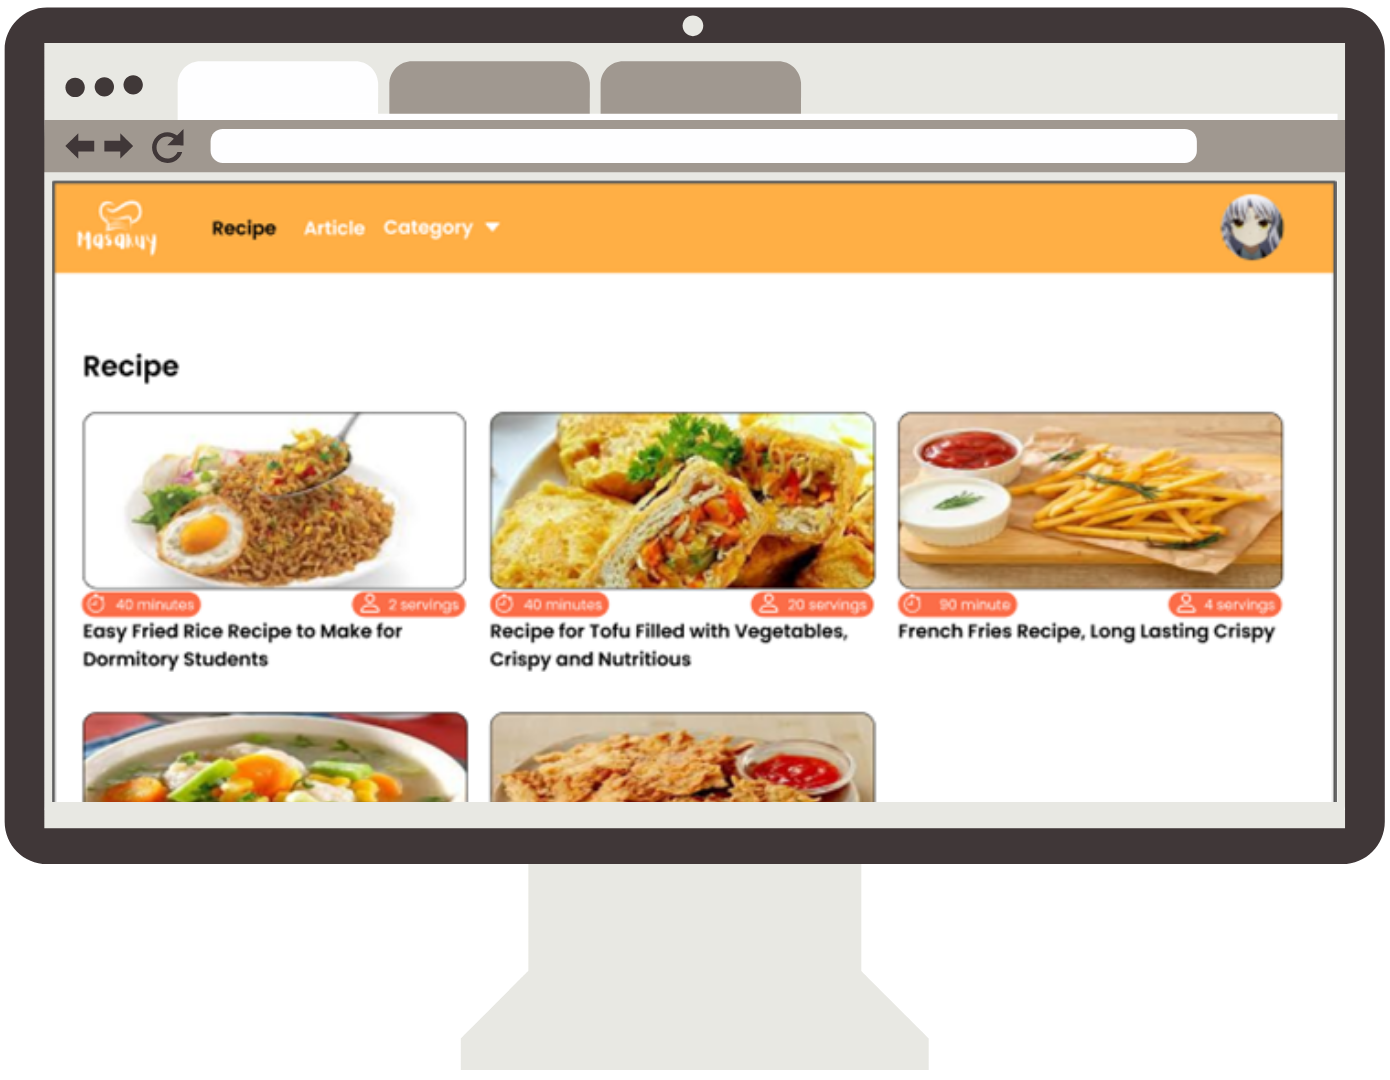 Masakuy
Recipe Article Category
Recipe
40 minutes 2 servings
Easy Fried Rice Recipe to Make for
Dormitory Students
40 minutes 20 servings
Recipe for Tofu Filled with Vegetables,
Crispy and Nutritious
90 minute 4 servings
French Fries Recipe, Long Lasting Crispy